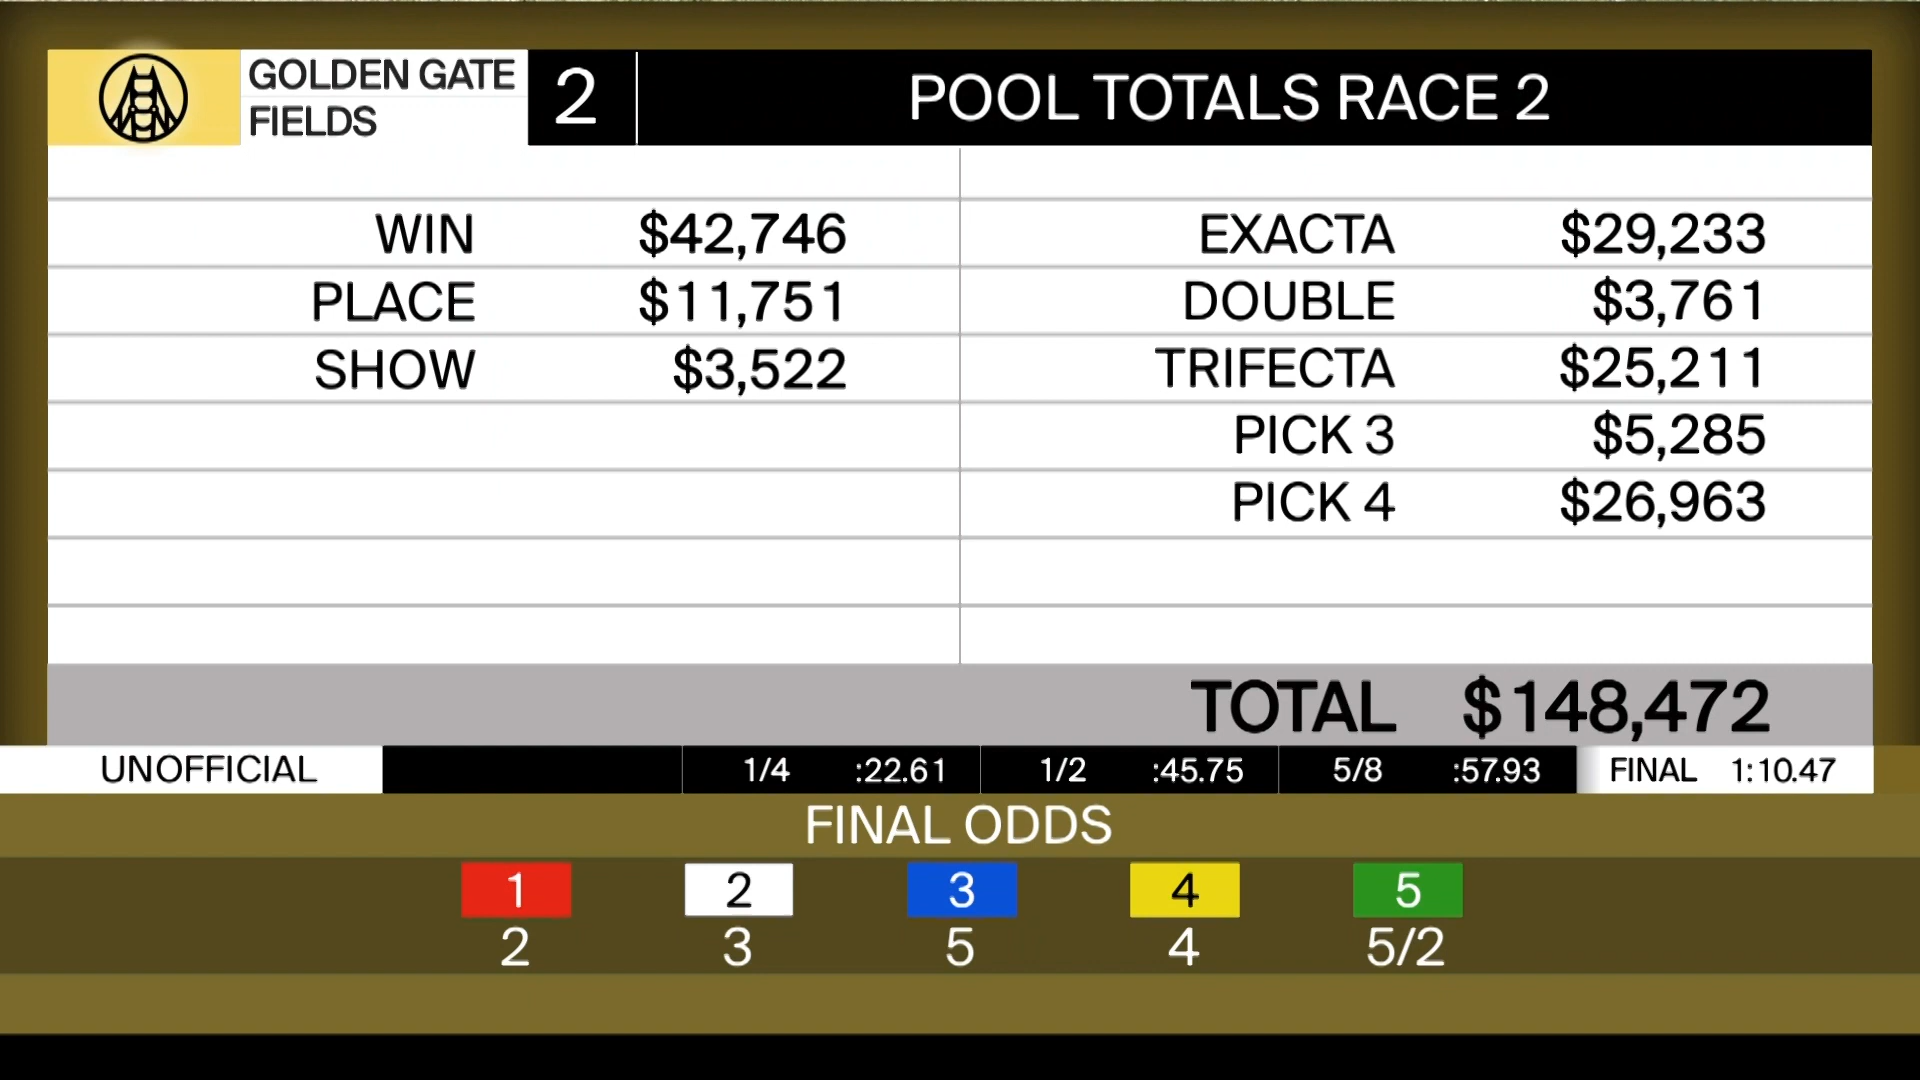 GOLDEN GATE
FIELDS
2
POOL TOTALS RACE 2
WIN $42,746
EXACTA $29,233
PLACE $11,751
DOUBLE $3,761
SHOW $3,522
TRIFECTA $25,211
PICK 3 $5,285
PICK 4 $26,963
TOTAL $148,472
UNOFFICIAL 1/4 :22.61 1/2 :45.75 5/8 :57.93 FINAL 1:10.47
FINAL ODDS
1 2 3 4 5
2 3 5 4 5/2